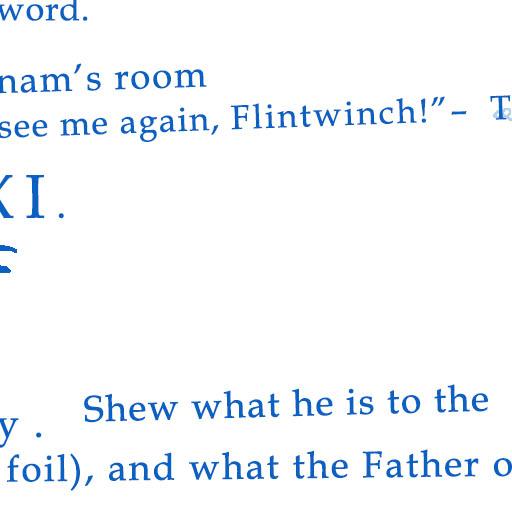 word.
nam’s room
see me again, Flintwinch!” – T
XI.
y . Shew what he is to the
foil), and what the Father o